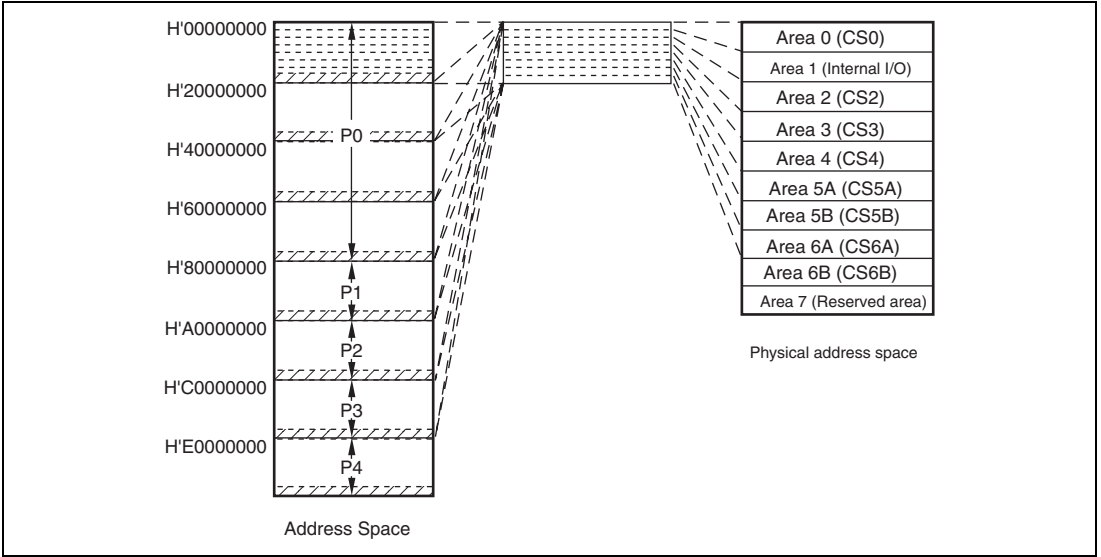 H'00000000
H'20000000
H'40000000
H'60000000
H'80000000
H'A0000000
H'C0000000
H'E0000000
P0
P1
P2
P3
P4
Address Space
Area 0 (CS0)
Area 1 (Internal I/O)
Area 2 (CS2)
Area 3 (CS3)
Area 4 (CS4)
Area 5A (CS5A)
Area 5B (CS5B)
Area 6A (CS6A)
Area 6B (CS6B)
Area 7 (Reserved area)
Physical address space